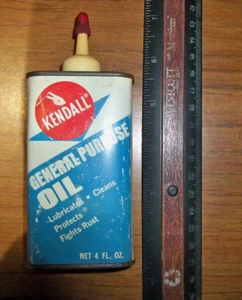 KENDALL
GENERAL PURPOSE
OIL
Lubricates · Cleans
Protects
Fights Rust
NET 4 FL. OZ.